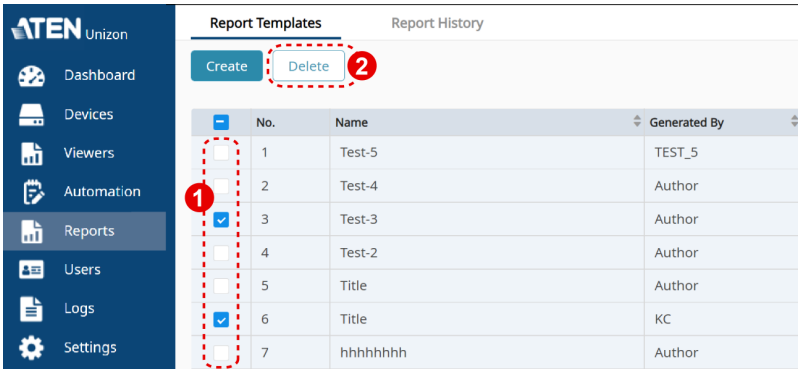 ATEN Unizon
Dashboard
Devices
Viewers
Automation
Reports
Users
Logs
Settings
Report Templates Report History
Create Delete 2
No. Name Generated By
1
1 Test-5 TEST_5
2 Test-4 Author
3 Test-3 Author
4 Test-2 Author
5 Title Author
6 Title KC
7 hhhhhhhh Author